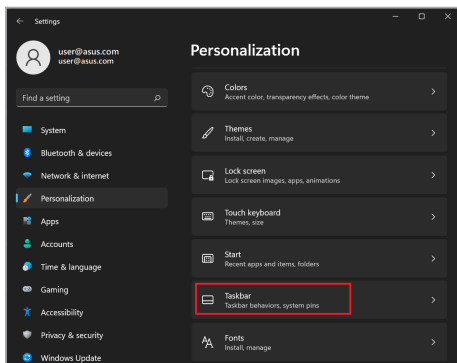 Settings
user@asus.com
user@asus.com
Find a setting
System
Bluetooth & devices
Network & internet
Personalization
Apps
Accounts
Time & language
Gaming
Accessibility
Privacy & security
Windows Update
Personalization
Colors
Accent color, transparency effects, color theme
Themes
Install, create, manage
Lock screen
Lock screen images, apps, animations
Touch keyboard
Themes, size
Start
Recent apps and items, folders
Taskbar
Taskbar behaviors, system pins
Fonts
Install, manage